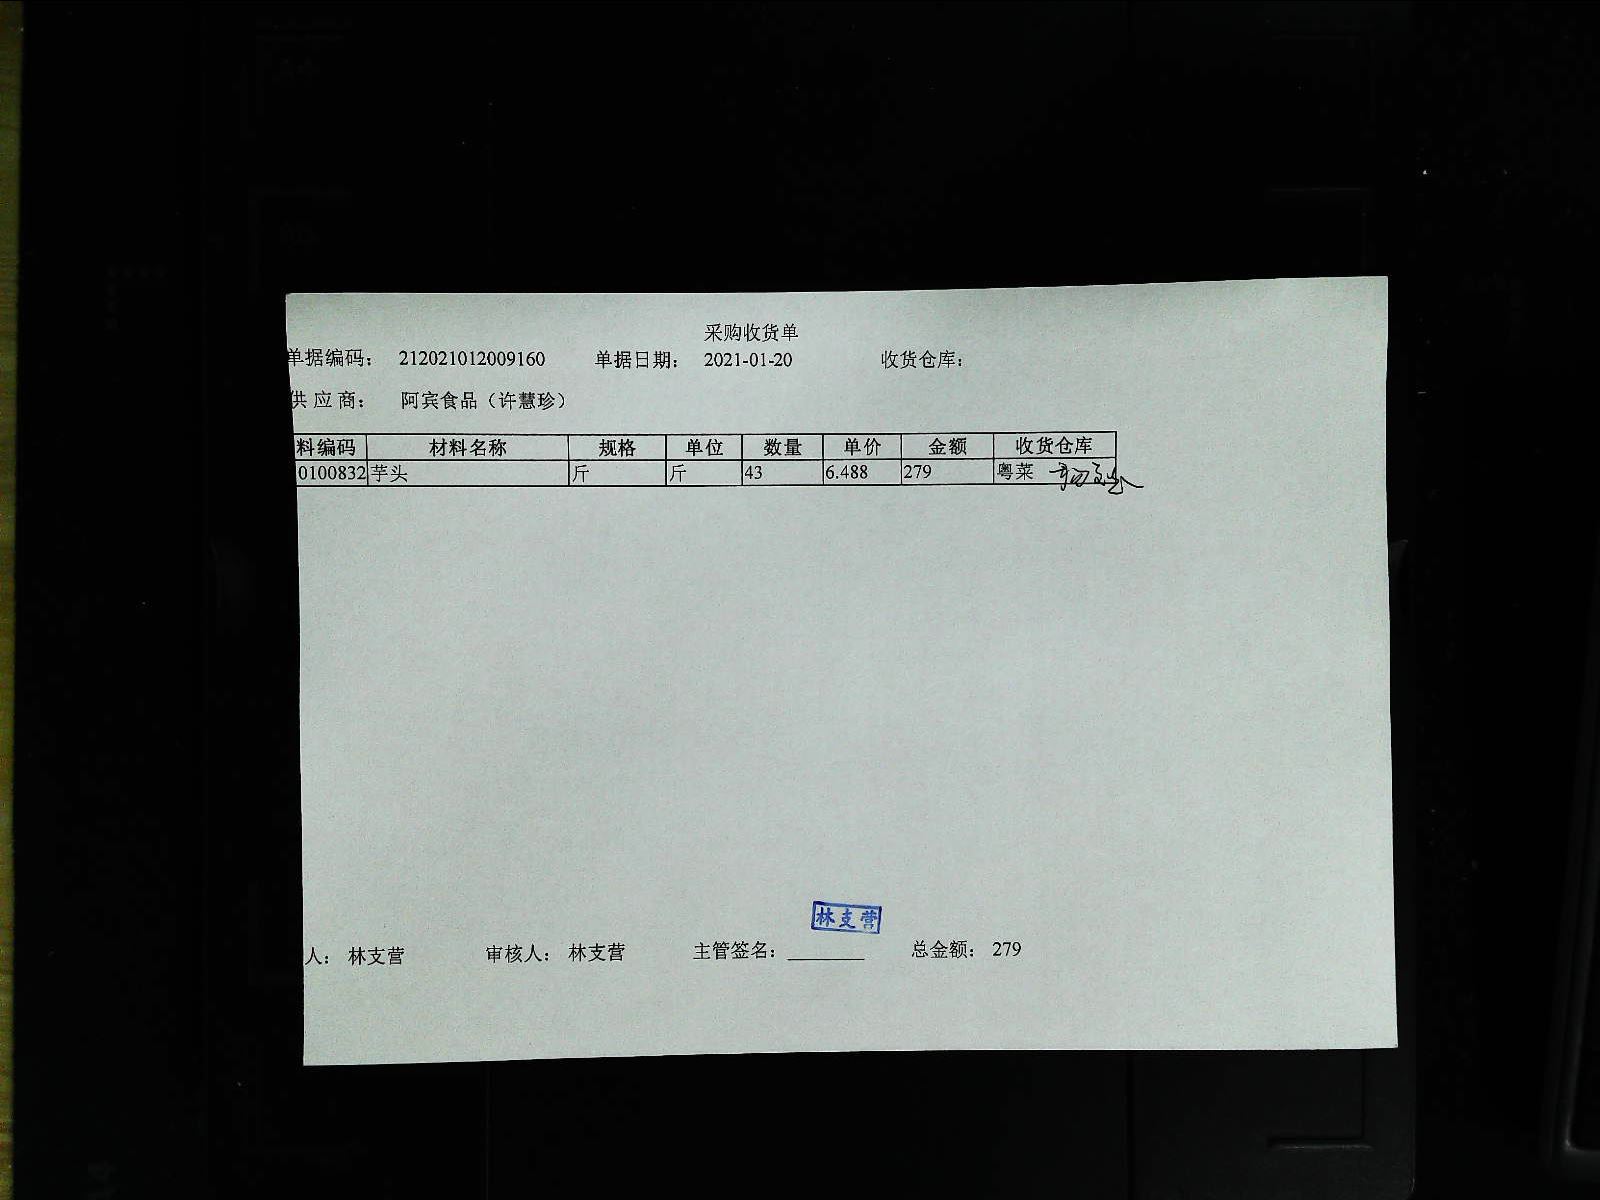 采购收货单
单据编码： 212021012009160 单据日期： 2021-01-20 收货仓库：
供应商： 阿宾食品（许慧珍）
料编码 材料名称 规格 单位 数量 单价 金额 收货仓库
0100832 芋头 斤 斤 43 6.488 279 粤菜
林支营
人： 林支营 审核人： 林支营 主管签名： 总金额： 279